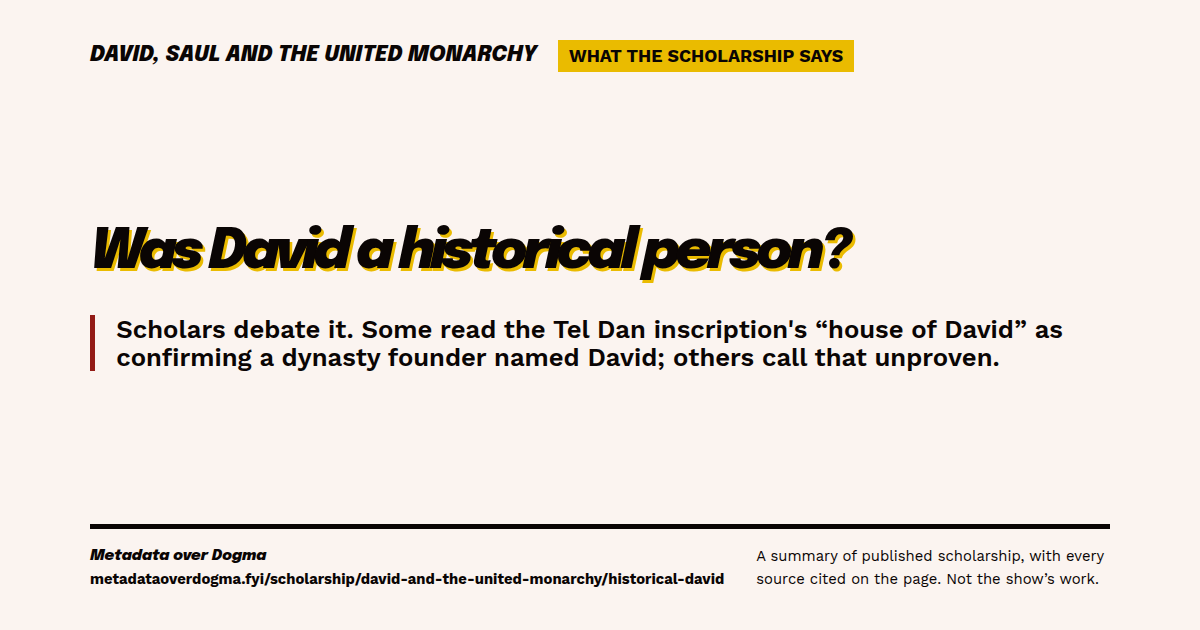 DAVID, SAUL AND THE UNITED MONARCHY
WHAT THE SCHOLARSHIP SAYS
Was David a historical person?
Scholars debate it. Some read the Tel Dan inscription's “house of David” as
confirming a dynasty founder named David; others call that unproven.
Metadata over Dogma
metadataoverdogma.fyi/scholarship/david-and-the-united-monarchy/historical-david
A summary of published scholarship, with every
source cited on the page. Not the show’s work.